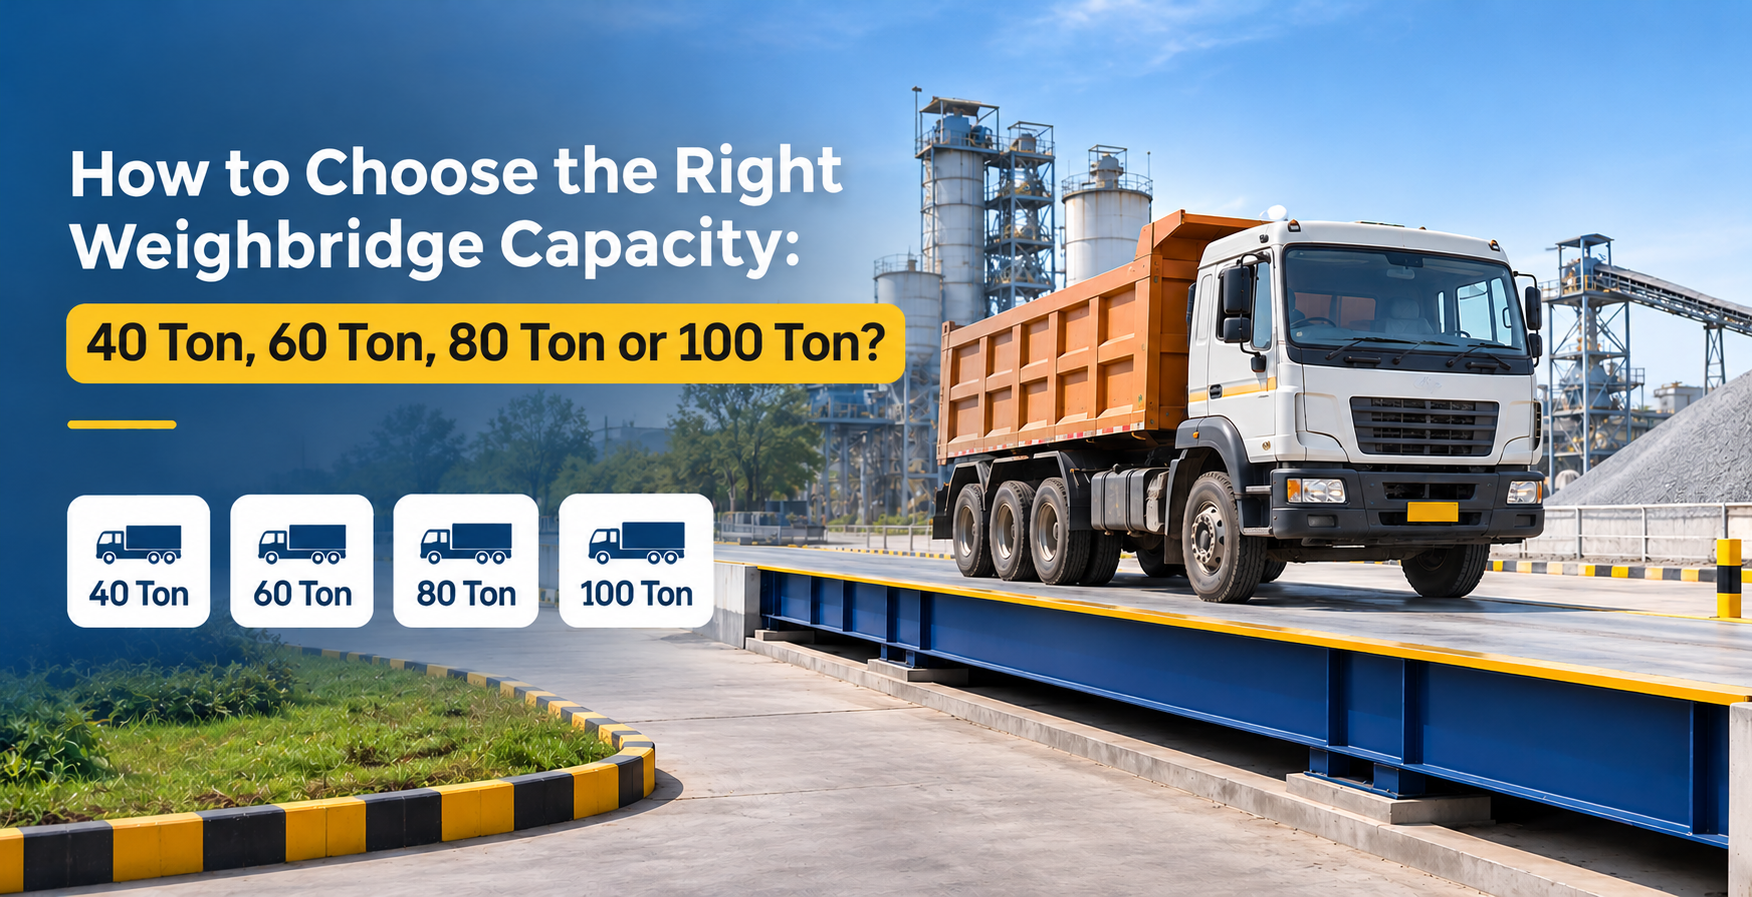 How to Choose the Right
Weighbridge Capacity:
40 Ton, 60 Ton, 80 Ton or 100 Ton?
40 Ton
60 Ton
80 Ton
100 Ton